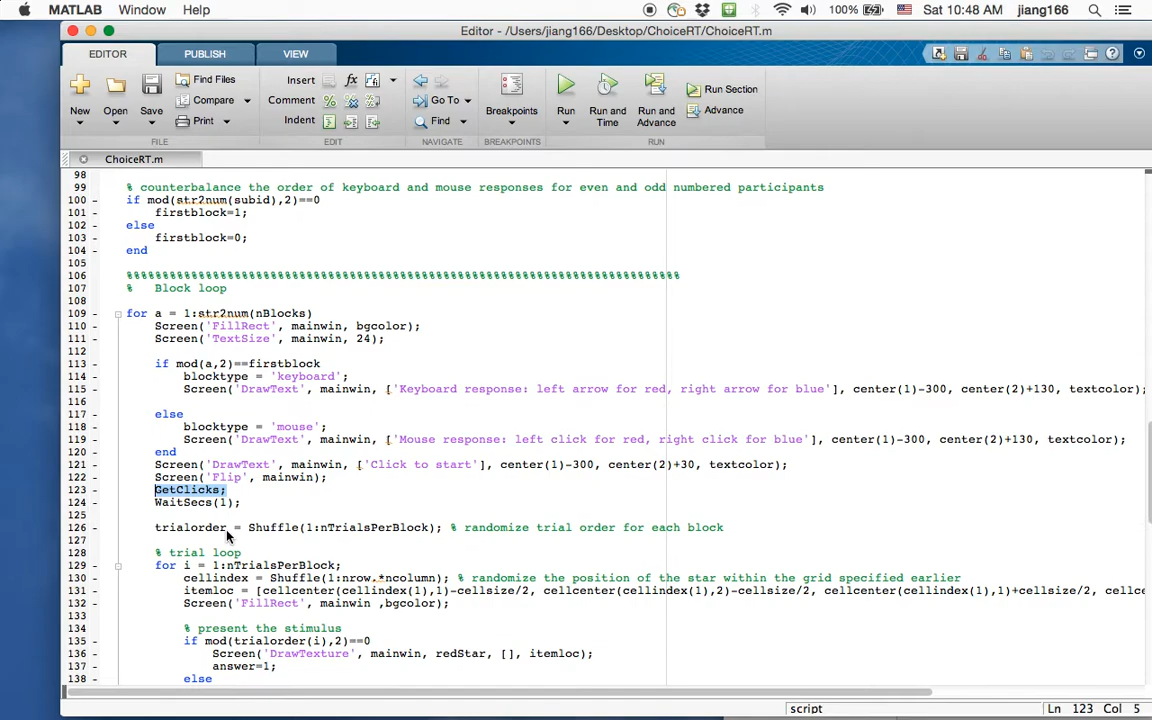 MATLAB Window Help 100% Sat 10:48 AM jiang166
Editor - /Users/jiang166/Desktop/ChoiceRT/ChoiceRT.m
EDITOR PUBLISH VIEW
Find Files Insert fx Run Section
Compare Comment % Go To Advance
New Open Save Print Indent Find Breakpoints Run Run and Time Run and Advance
FILE EDIT NAVIGATE BREAKPOINTS RUN
ChoiceRT.m
98
99 % counterbalance the order of keyboard and mouse responses for even and odd numbered participants
100 - if mod(str2num(subid),2)==0
101 - firstblock=1;
102 - else
103 - firstblock=0;
104 - end
105
106 %%%%%%%%%%%%%%%%%%%%%%%%%%%%%%%%%%%%%%%%%%%%%%%%%%%%%%%%%%%%%%%%%%%%%%%%%%%%%%%
107 % Block loop
108
109 - for a = 1:str2num(nBlocks)
110 - Screen('FillRect', mainwin, bgcolor);
111 - Screen('TextSize', mainwin, 24);
112
113 - if mod(a,2)==firstblock
114 - blocktype = 'keyboard';
115 - Screen('DrawText', mainwin, ['Keyboard response: left arrow for red, right arrow for blue'], center(1)-300, center(2)+130, textcolor);
116
117 - else
118 - blocktype = 'mouse';
119 - Screen('DrawText', mainwin, ['Mouse response: left click for red, right click for blue'], center(1)-300, center(2)+130, textcolor);
120 - end
121 - Screen('DrawText', mainwin, ['Click to start'], center(1)-300, center(2)+30, textcolor);
122 - Screen('Flip', mainwin);
123 - GetClicks;
124 - WaitSecs(1);
125
126 - trialorder = Shuffle(1:nTrialsPerBlock); % randomize trial order for each block
127
128 % trial loop
129 - for i = 1:nTrialsPerBlock;
130 - cellindex = Shuffle(1:nrow.*ncolumn); % randomize the position of the star within the grid specified earlier
131 - itemloc = [cellcenter(cellindex(1),1)-cellsize/2, cellcenter(cellindex(1),2)-cellsize/2, cellcenter(cellindex(1),1)+cellsize/2, cellce
132 - Screen('FillRect', mainwin ,bgcolor);
133
134 % present the stimulus
135 - if mod(trialorder(i),2)==0
136 - Screen('DrawTexture', mainwin, redStar, [], itemloc);
137 - answer=1;
138 - else
script Ln 123 Col 5